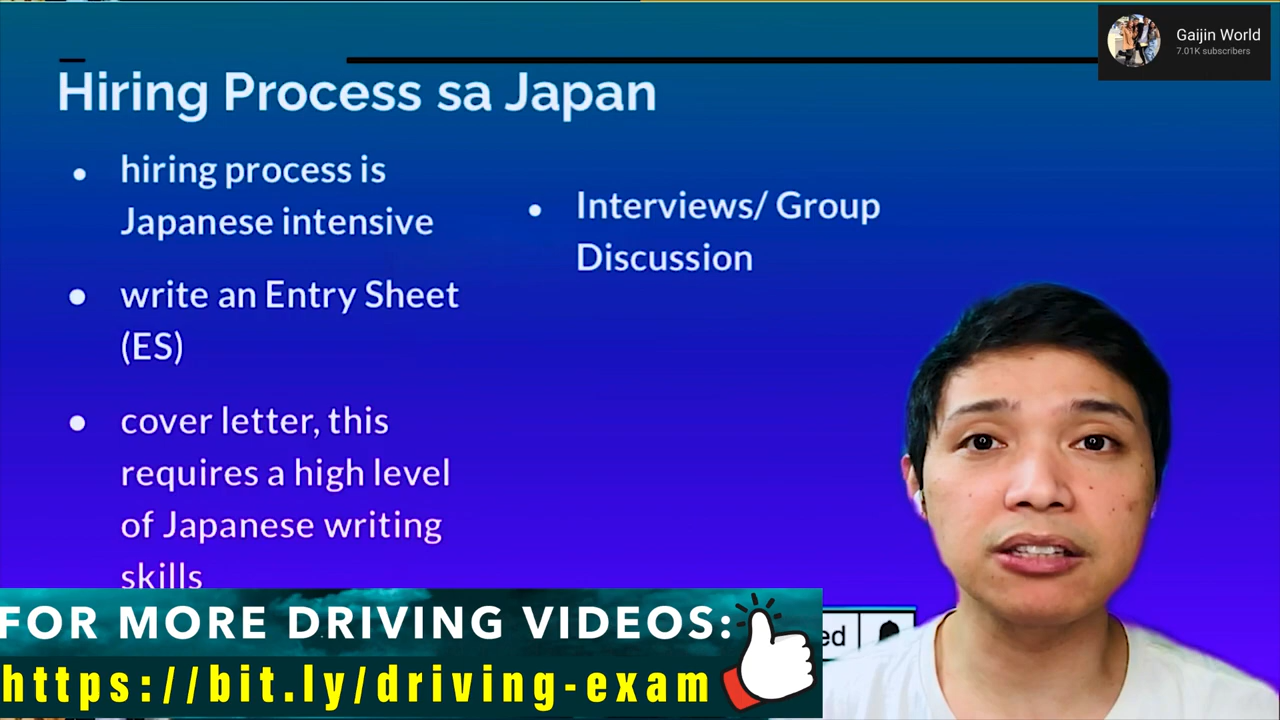 Gaijin World
7.01K subscribers
Hiring Process sa Japan
• hiring process is
Japanese intensive
• write an Entry Sheet
(ES)
• cover letter, this
requires a high level
of Japanese writing
skills
• Interviews/ Group
Discussion
FOR MORE DRIVING VIDEOS:
https://bit.ly/driving-exam
ed